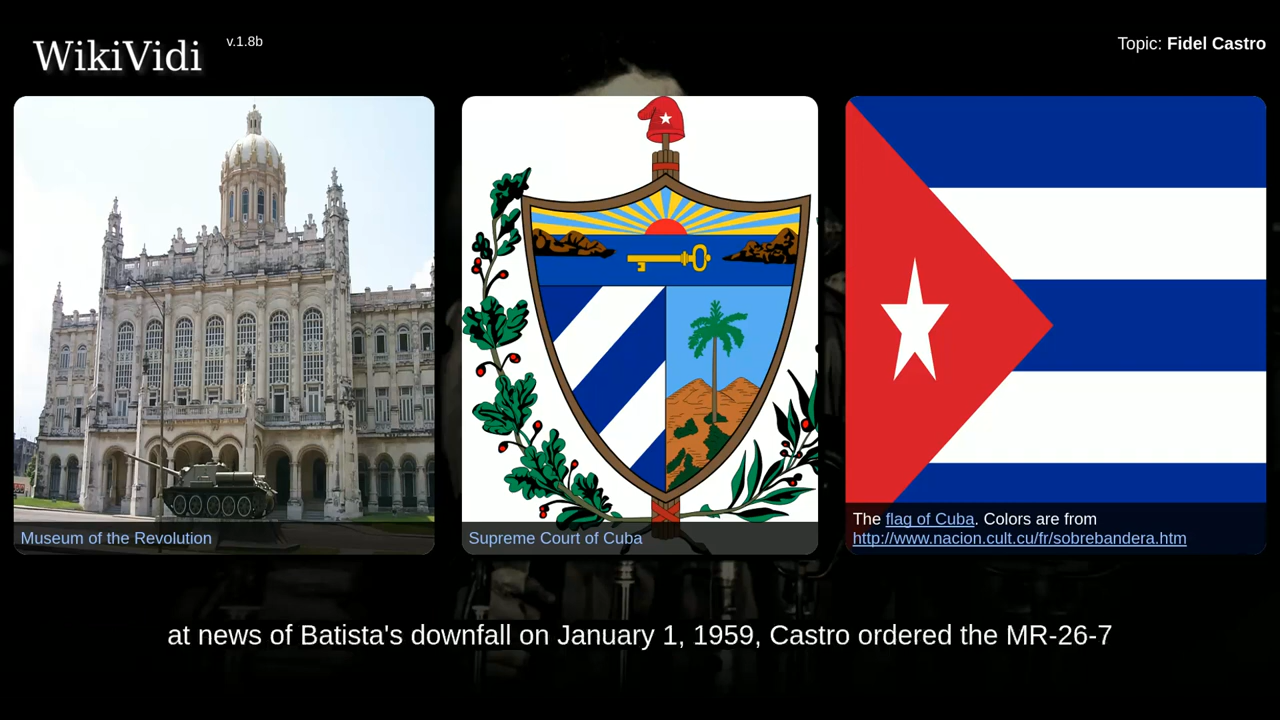 WikiVidi
v.1.8b
Topic: Fidel Castro
Museum of the Revolution
Supreme Court of Cuba
The flag of Cuba. Colors are from
http://www.nacion.cult.cu/fr/sobrebandera.htm
at news of Batista's downfall on January 1, 1959, Castro ordered the MR-26-7